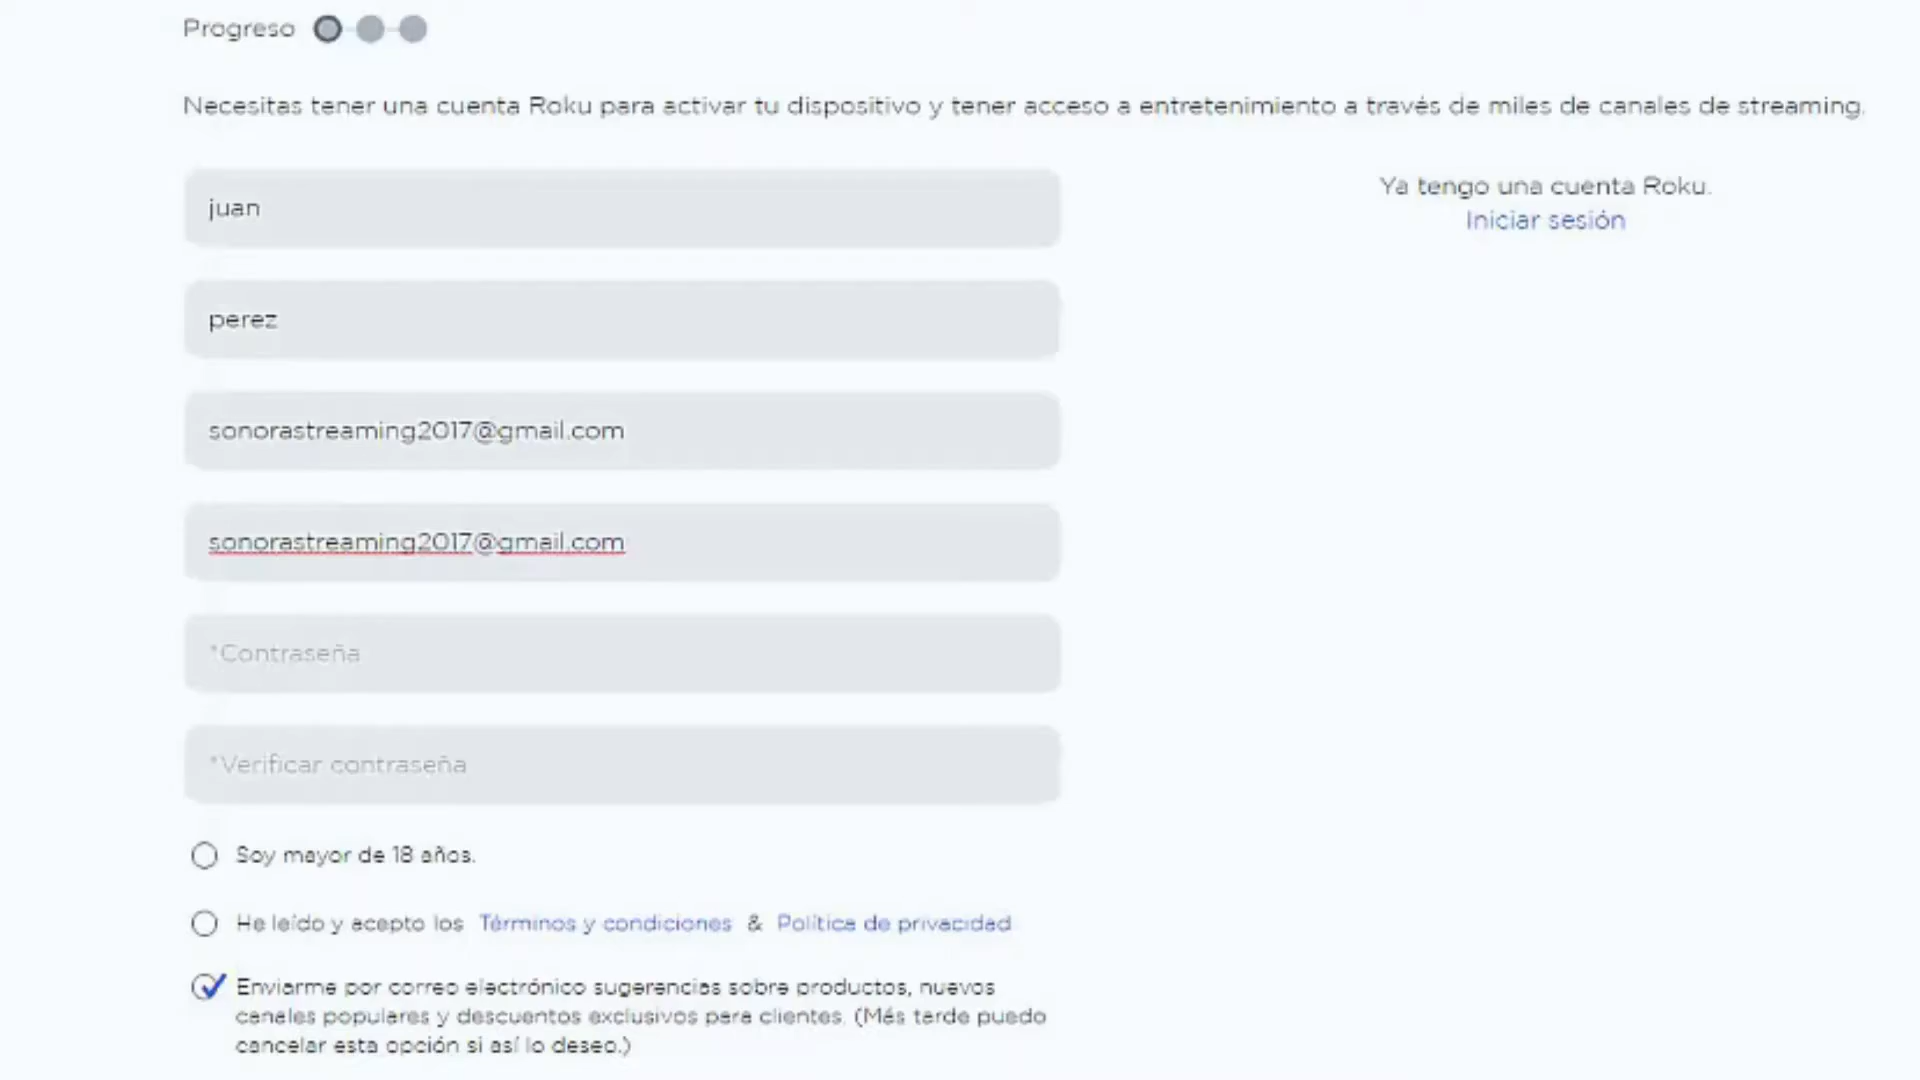 Progreso
Necesitas tener una cuenta Roku para activar tu dispositivo y tener acceso a entretenimiento a través de miles de canales de streaming.
juan
Ya tengo una cuenta Roku.
Iniciar sesión
perez
sonorastreaming2017@gmail.com
sonorastreaming2017@gmail.com
*Contraseña
*Verificar contraseña
Soy mayor de 18 años.
He leído y acepto los Términos y condiciones & Política de privacidad
Enviarme por correo electrónico sugerencias sobre productos, nuevos
canales populares y descuentos exclusivos para clientes. (Más tarde puedo
cancelar esta opción si así lo deseo.)